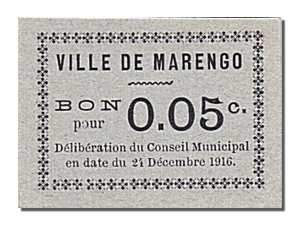 VILLE DE MARENGO
BON
pour
0.05c.
Délibération du Conseil Municipal
en date du 24 Décembre 1916.